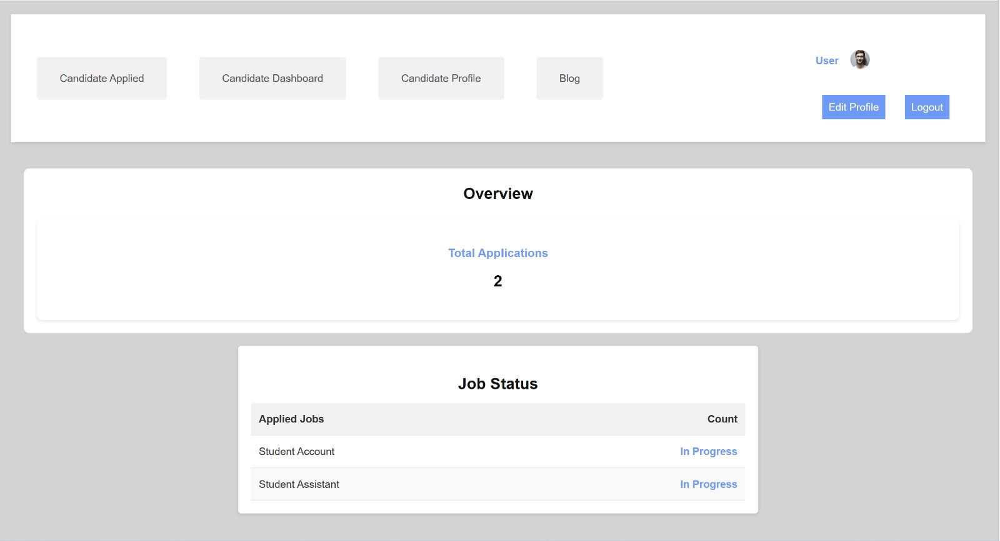 Candidate Applied
Candidate Dashboard
Candidate Profile
Blog
User
Edit Profile
Logout
Overview
Total Applications
2
Job Status
Applied Jobs Count
Student Account In Progress
Student Assistant In Progress